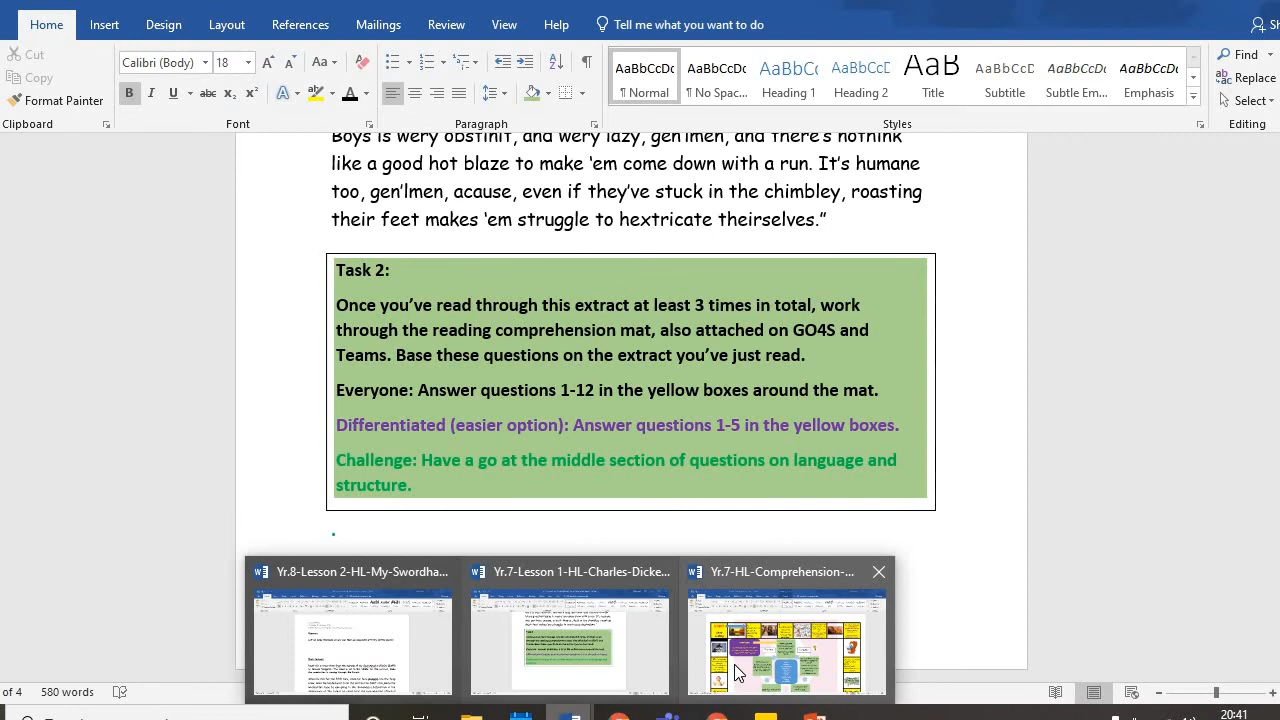 Home Insert Design Layout References Mailings Review View Help Tell me what you want to do
Cut
Copy
Format Painter
Clipboard
Calibri (Body) 18 A A Aa
B I abc x₂ x² A A
Font
Paragraph
AaBbCcDc AaBbCcDc AaBbCc AaBbCcE AaB AaBbCcD AaBbCcDc AaBbCcDc
¶ Normal ¶ No Spac... Heading 1 Heading 2 Title Subtitle Subtle Em... Emphasis
Styles
Find
Replace
Select
Editing
Boys is wery obstinit, and wery lazy, gen'lmen, and there's nothink
like a good hot blaze to make ‘em come down with a run. It’s humane
too, gen’lmen, acause, even if they’ve stuck in the chimbley, roasting
their feet makes ‘em struggle to hextricate theirselves.”
Task 2:
Once you’ve read through this extract at least 3 times in total, work
through the reading comprehension mat, also attached on GO4S and
Teams. Base these questions on the extract you’ve just read.
Everyone: Answer questions 1-12 in the yellow boxes around the mat.
Differentiated (easier option): Answer questions 1-5 in the yellow boxes.
Challenge: Have a go at the middle section of questions on language and
structure.
.
Yr.8-Lesson 2-HL-My-Swordha...
Yr.7-Lesson 1-HL-Charles-Dicke...
Yr.7-HL-Comprehension-...
of 4 580 words
20:41